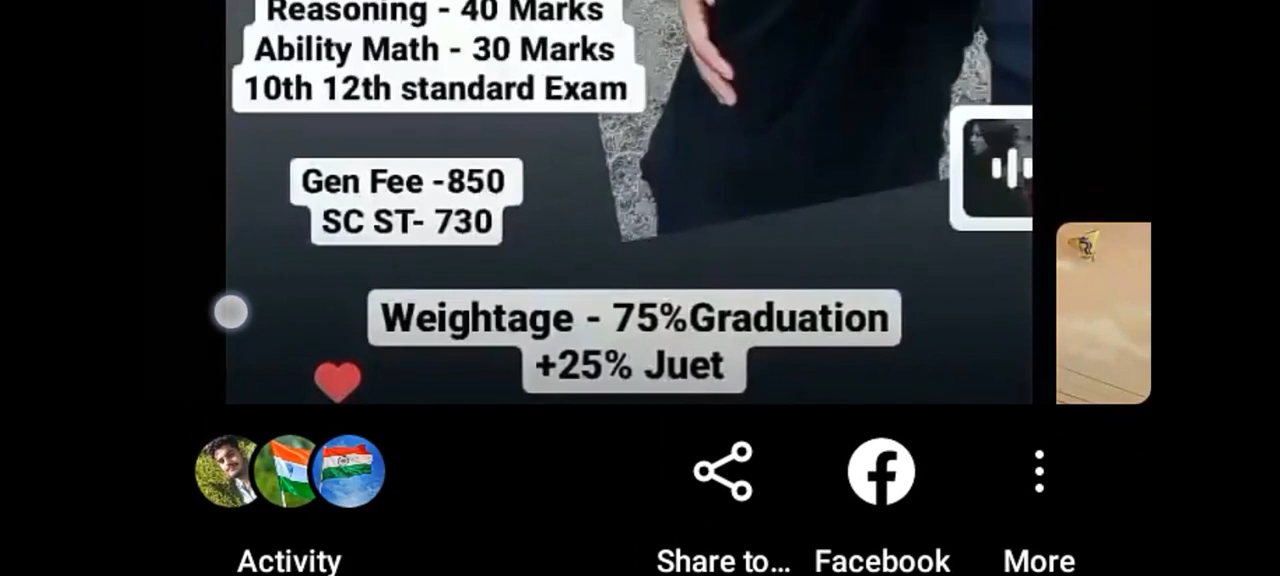 Reasoning - 40 Marks
Ability Math - 30 Marks
10th 12th standard Exam
Gen Fee -850
SC ST- 730
Weightage - 75%Graduation
+25% Juet
Activity
Share to...
Facebook
More